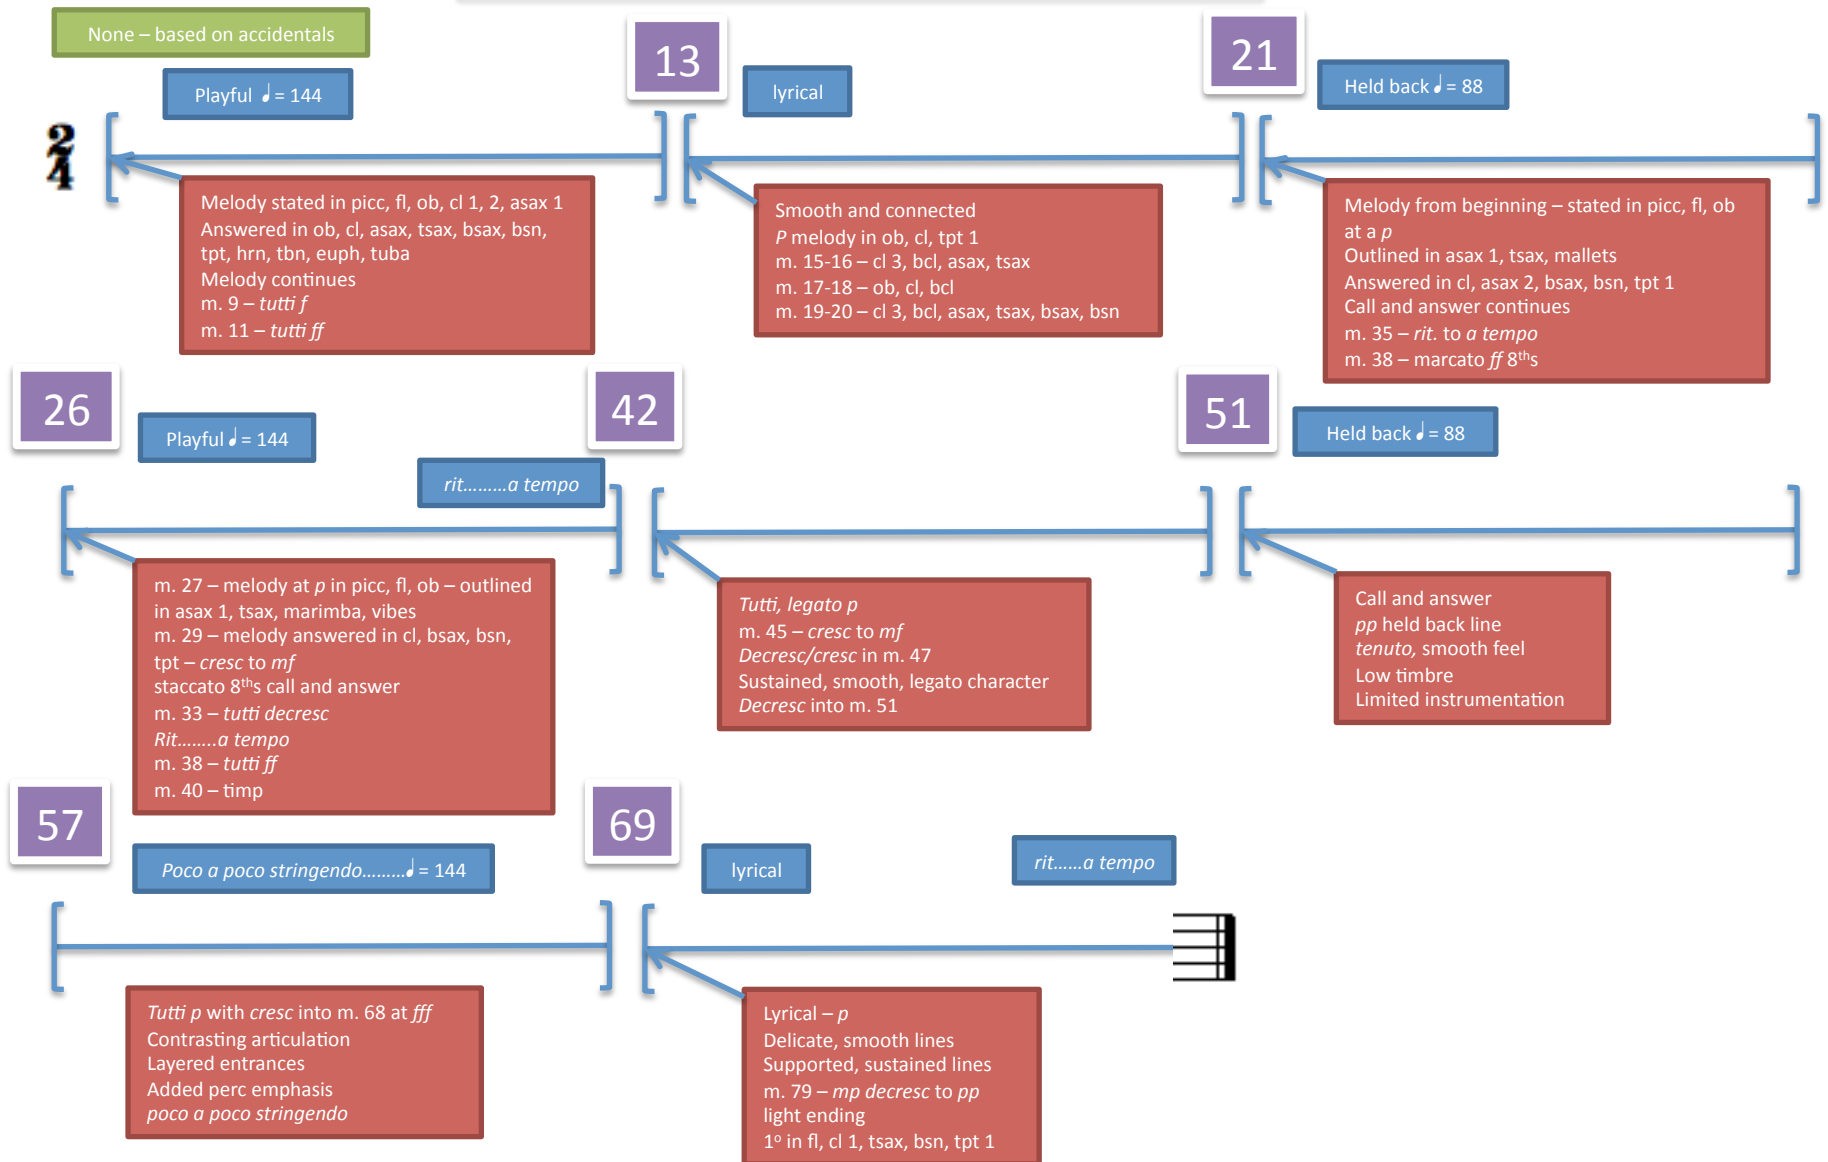 None – based on accidentals
13
21
Playful ♩ = 144
lyrical
Held back ♩ = 88
2
4
Melody stated in picc, fl, ob, cl 1, 2, asax 1
Answered in ob, cl, asax, tsax, bsax, bsn,
tpt, hrn, tbn, euph, tuba
Melody continues
m. 9 – tutti f
m. 11 – tutti ff
Smooth and connected
P melody in ob, cl, tpt 1
m. 15-16 – cl 3, bcl, asax, tsax
m. 17-18 – ob, cl, bcl
m. 19-20 – cl 3, bcl, asax, tsax, bsax, bsn
Melody from beginning – stated in picc, fl, ob
at a p
Outlined in asax 1, tsax, mallets
Answered in cl, asax 2, bsax, bsn, tpt 1
Call and answer continues
m. 35 – rit. to a tempo
m. 38 – marcato ff 8ths
26
42
51
Playful ♩ = 144
rit.........a tempo
Held back ♩ = 88
m. 27 – melody at p in picc, fl, ob – outlined
in asax 1, tsax, marimba, vibes
m. 29 – melody answered in cl, bsax, bsn,
tpt – cresc to mf
staccato 8ths call and answer
m. 33 – tutti decresc
Rit........a tempo
m. 38 – tutti ff
m. 40 – timp
Tutti, legato p
m. 45 – cresc to mf
Decresc/cresc in m. 47
Sustained, smooth, legato character
Decresc into m. 51
Call and answer
pp held back line
tenuto, smooth feel
Low timbre
Limited instrumentation
57
69
Poco a poco stringendo.........♩ = 144
lyrical
rit......a tempo
Tutti p with cresc into m. 68 at fff
Contrasting articulation
Layered entrances
Added perc emphasis
poco a poco stringendo
Lyrical – p
Delicate, smooth lines
Supported, sustained lines
m. 79 – mp decresc to pp
light ending
1º in fl, cl 1, tsax, bsn, tpt 1